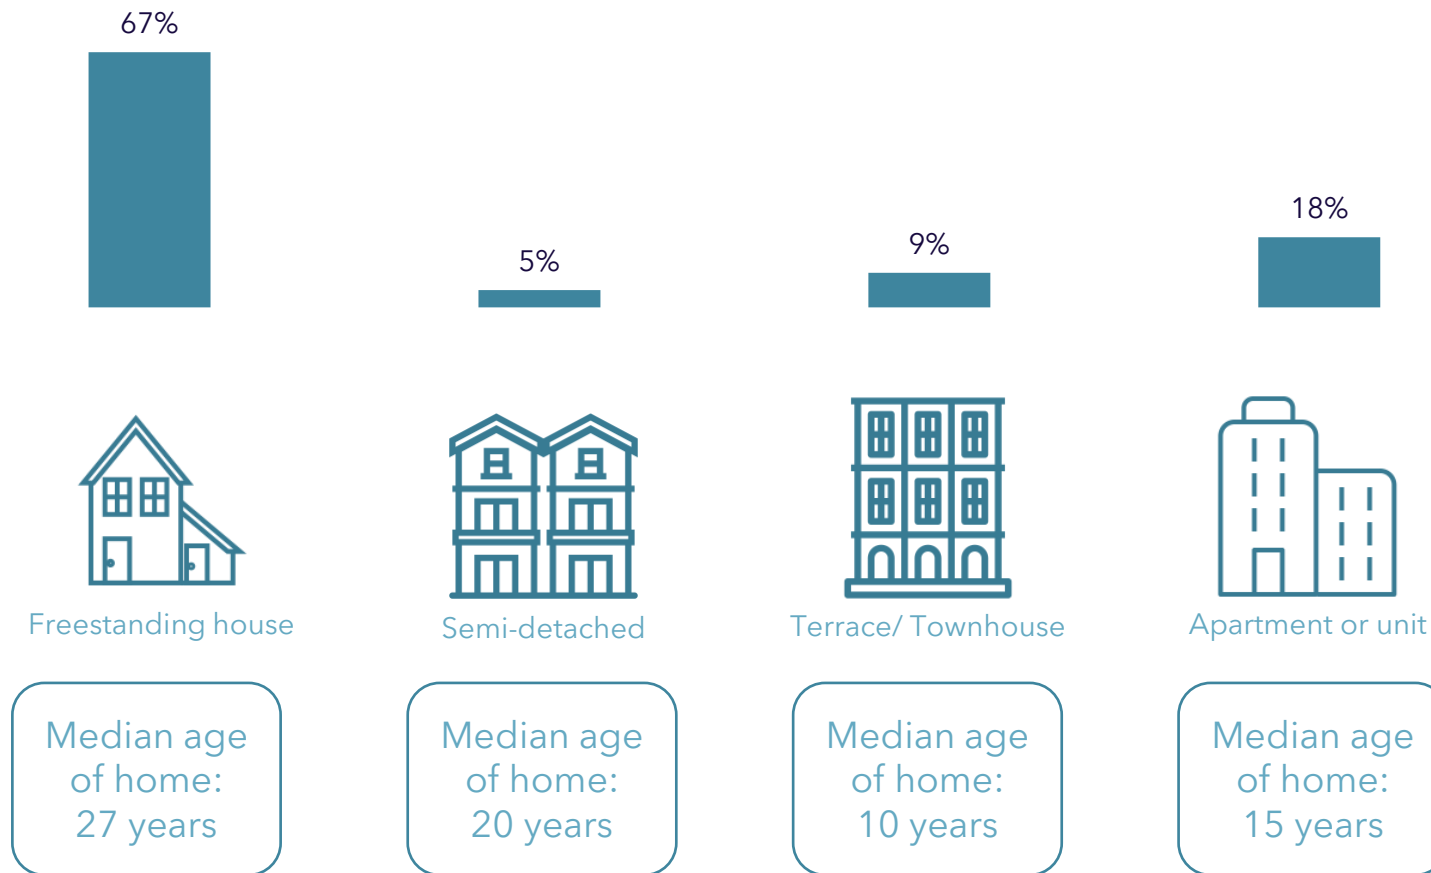 67%
5%
9%
18%
Freestanding house
Semi-detached
Terrace/ Townhouse
Apartment or unit
Median age
of home:
27 years
Median age
of home:
20 years
Median age
of home:
10 years
Median age
of home:
15 years